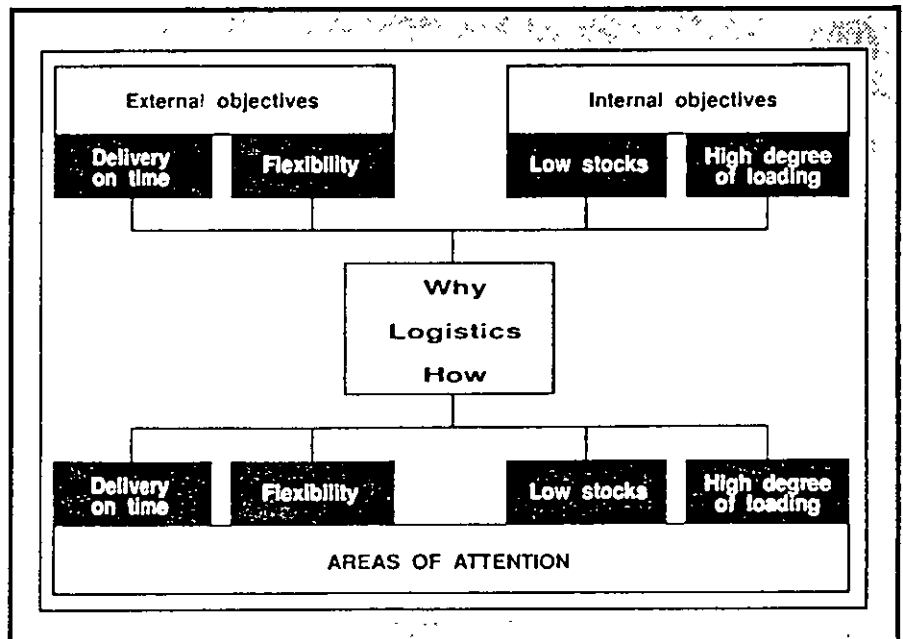 External objectives
Internal objectives
Delivery
on time
Flexibility
Low stocks
High degree
of loading
Why
Logistics
How
Delivery
on time
Flexibility
Low stocks
High degree
of loading
AREAS OF ATTENTION